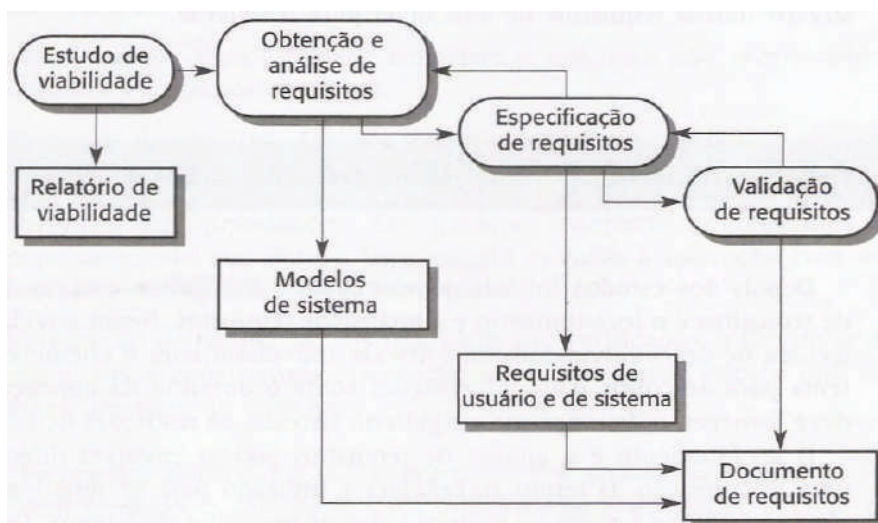 Estudo de
viabilidade
Obtenção e
análise de
requisitos
Especificação
de requisitos
Validação
de requisitos
Relatório de
viabilidade
Modelos
de sistema
Requisitos de
usuário e de sistema
Documento
de requisitos